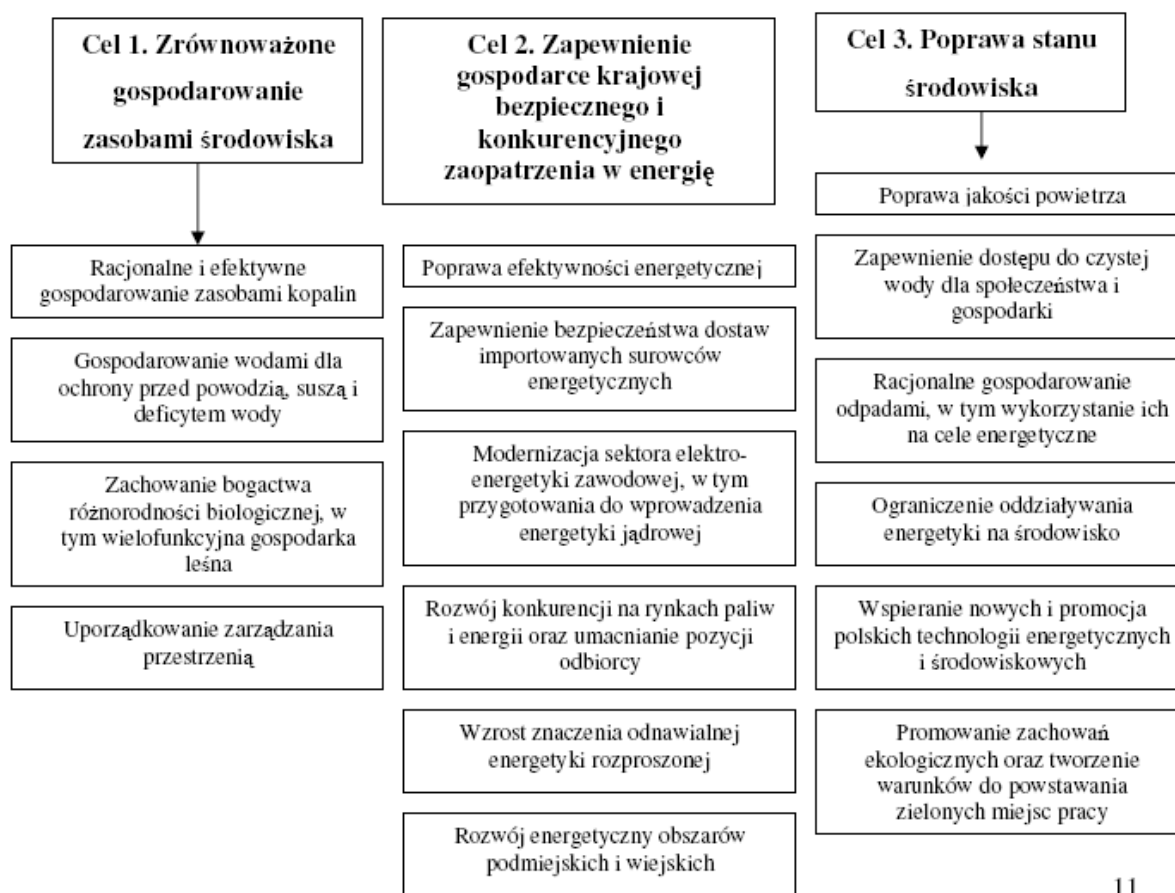 Cel 1. Zrównoważone
gospodarowanie
zasobami środowiska
Racjonalne i efektywne
gospodarowanie zasobami kopalin
Gospodarowanie wodami dla
ochrony przed powodzią, suszą i
deficytem wody
Zachowanie bogactwa
różnorodności biologicznej, w
tym wielofunkcyjna gospodarka
leśna
Uporządkowanie zarządzania
przestrzenią
Cel 2. Zapewnienie
gospodarce krajowej
bezpiecznego i
konkurencyjnego
zaopatrzenia w energię
Poprawa efektywności energetycznej
Zapewnienie bezpieczeństwa dostaw
importowanych surowców
energetycznych
Modernizacja sektora elektro-
energetyki zawodowej, w tym
przygotowania do wprowadzenia
energetyki jądrowej
Rozwój konkurencji na rynkach paliw
i energii oraz umacnianie pozycji
odbiorcy
Wzrost znaczenia odnawialnej
energetyki rozproszonej
Rozwój energetyczny obszarów
podmiejskich i wiejskich
Cel 3. Poprawa stanu
środowiska
Poprawa jakości powietrza
Zapewnienie dostępu do czystej
wody dla społeczeństwa i
gospodarki
Racjonalne gospodarowanie
odpadami, w tym wykorzystanie ich
na cele energetyczne
Ograniczenie oddziaływania
energetyki na środowisko
Wspieranie nowych i promocja
polskich technologii energetycznych
i środowiskowych
Promowanie zachowań
ekologicznych oraz tworzenie
warunków do powstawania
zielonych miejsc pracy
11